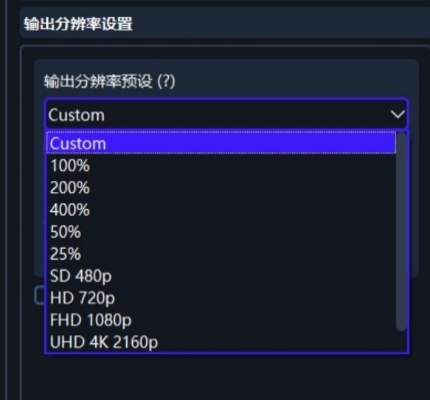 输出分辨率设置
输出分辨率预设 (?)
Custom
Custom
100%
200%
400%
50%
25%
SD 480p
HD 720p
FHD 1080p
UHD 4K 2160p